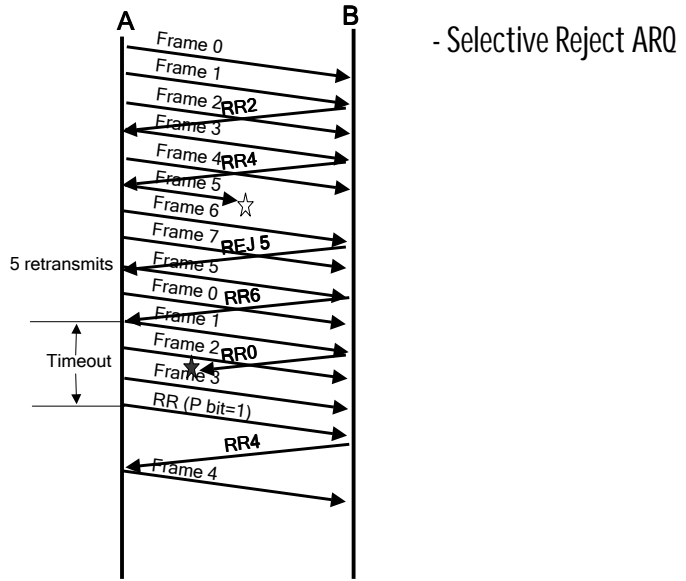 A
B
- Selective Reject ARQ
Frame 0
Frame 1
Frame 2
RR2
Frame 3
Frame 4
RR4
Frame 5
Frame 6
Frame 7
REJ 5
5 retransmits
Frame 5
Frame 0
RR6
Frame 1
Frame 2
RR0
Timeout
Frame 3
RR (P bit=1)
RR4
Frame 4